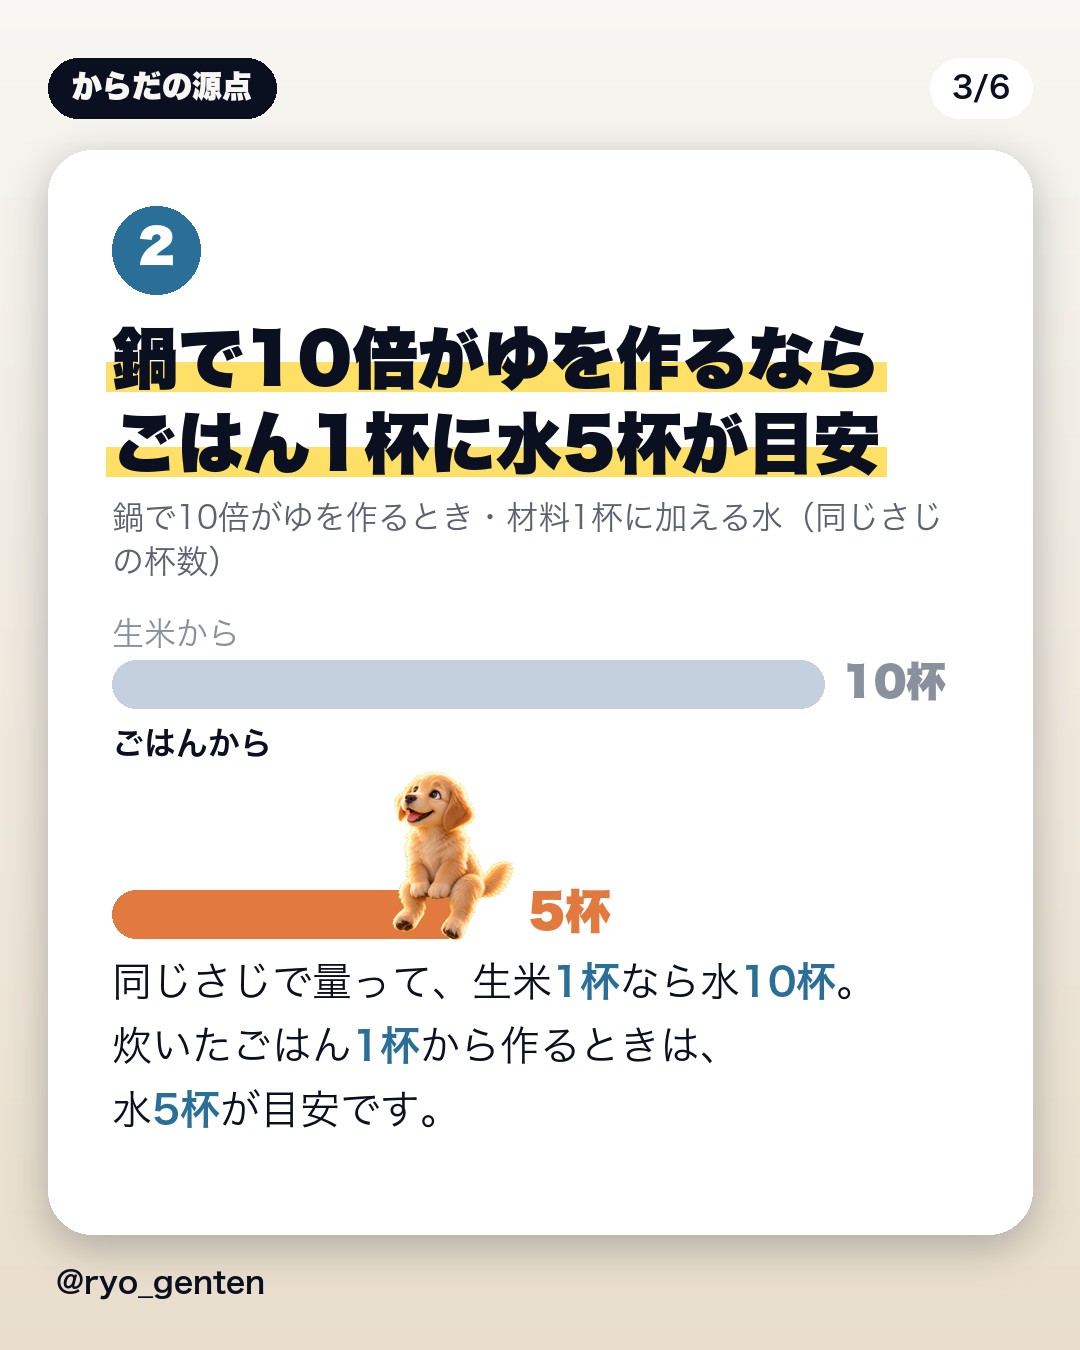 からだの源点
3/6
2
鍋で10倍がゆを作るなら
ごはん1杯に水5杯が目安
鍋で10倍がゆを作るとき・材料1杯に加える水（同じさじ
の杯数）
生米から
10杯
ごはんから
5杯
同じさじで量って、生米1杯なら水10杯。
炊いたごはん1杯から作るときは、
水5杯が目安です。
@ryo_genten